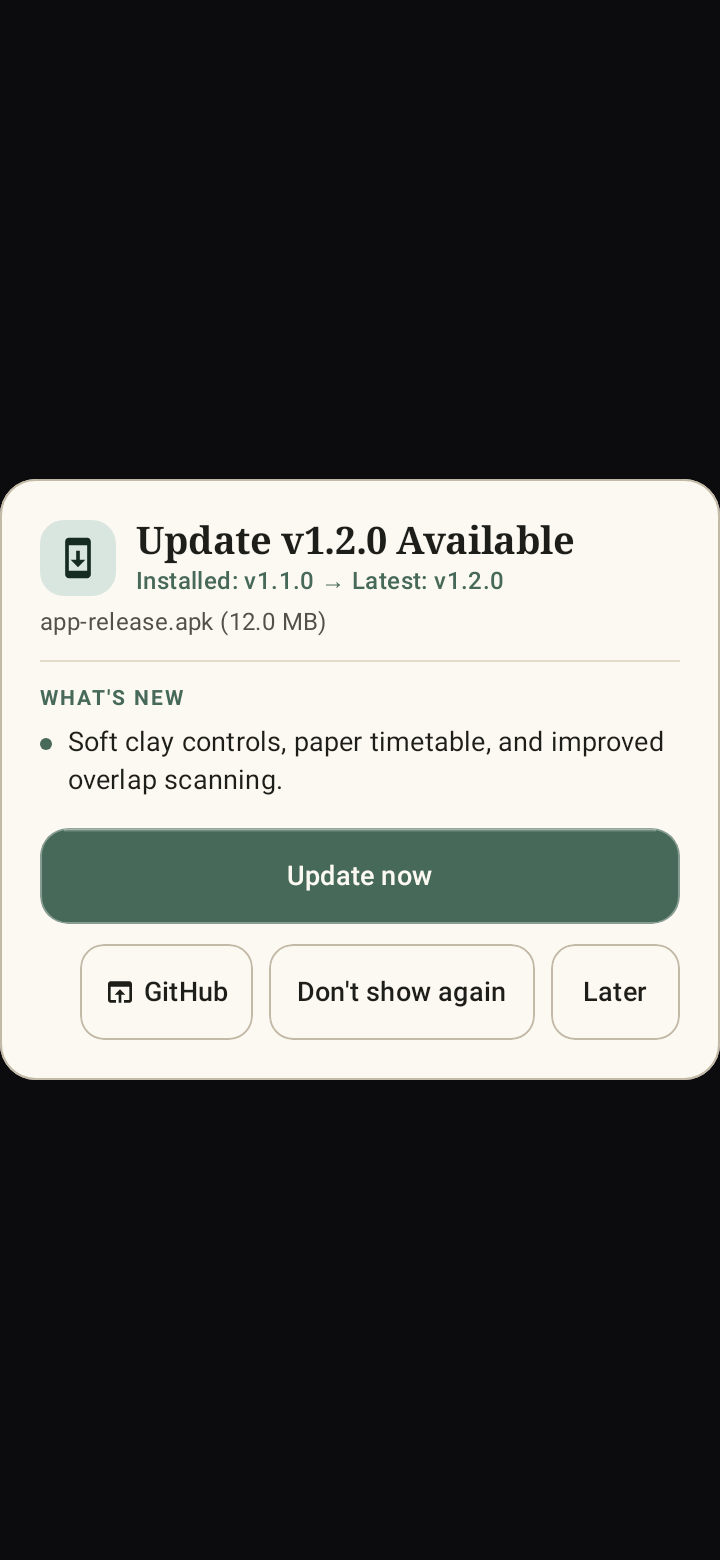 Update v1.2.0 Available
Installed: v1.1.0 → Latest: v1.2.0
app-release.apk (12.0 MB)
WHAT'S NEW
Soft clay controls, paper timetable, and improved
overlap scanning.
Update now
GitHub
Don't show again
Later